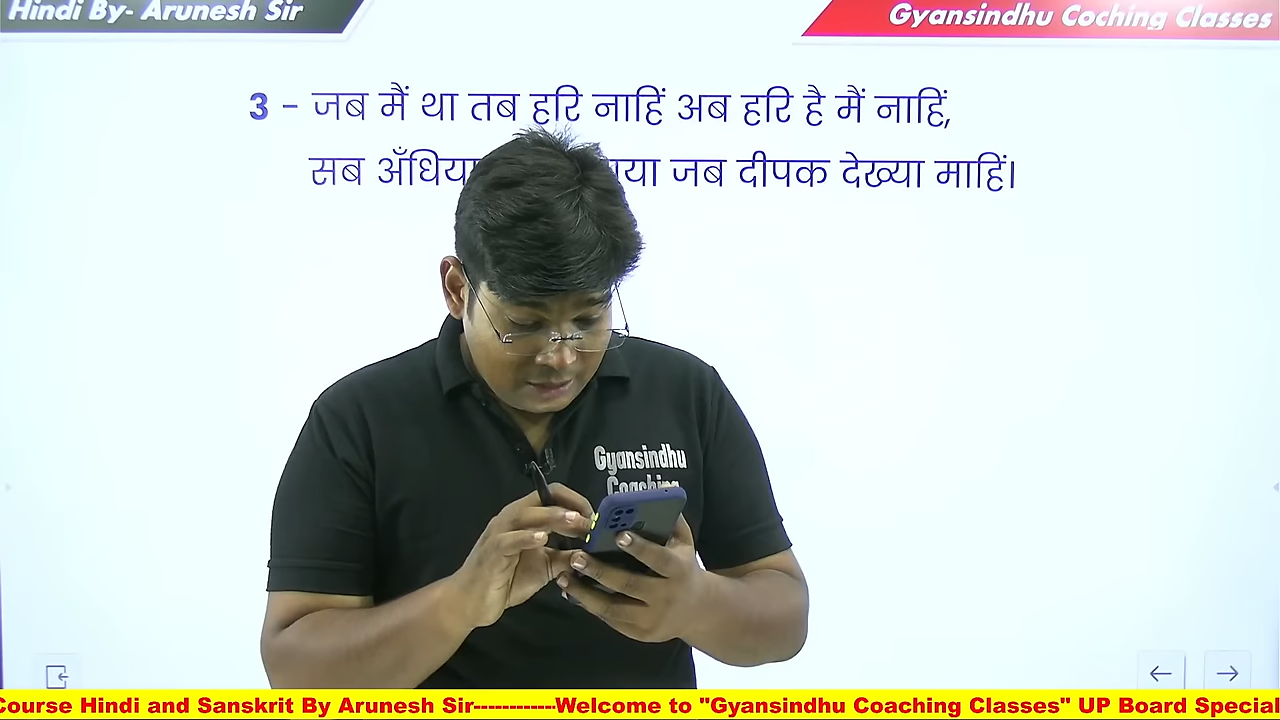 Hindi By- Arunesh Sir
Gyansindhu Coching Classes
3 - जब मैं था तब हरि नाहिं अब हरि है मैं नाहिं,
सब जब दीपक देख्या माहिं।
Gyansindhu
Coaching
Course Hindi and Sanskrit By Arunesh Sir------------Welcome to "Gyansindhu Coaching Classes" UP Board Special